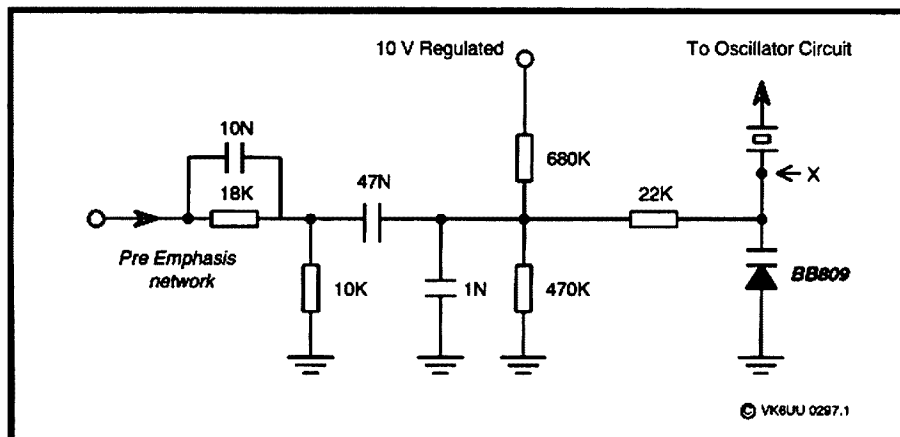 10 V Regulated
To Oscillator Circuit
10N
18K
47N
680K
22K
X
Pre Emphasis
network
10K
1N
470K
BB809
© VK6UU 0297.1